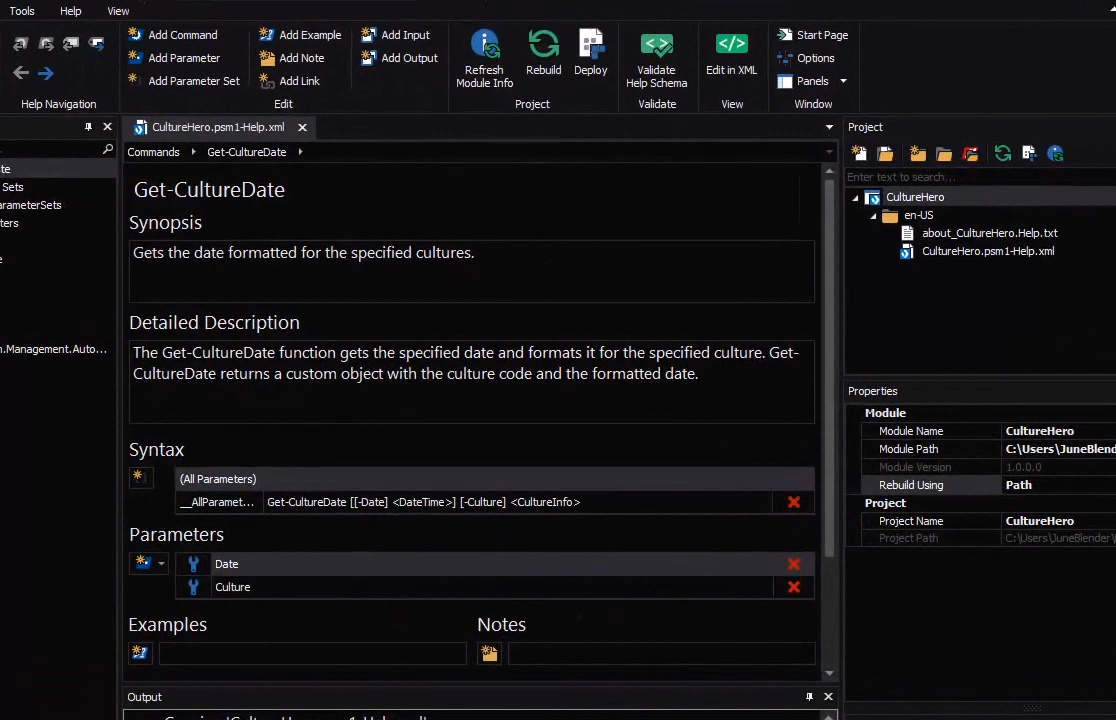 Tools Help View
Add Command
Add Parameter
Add Parameter Set
Add Example
Add Note
Add Link
Add Input
Add Output
Refresh
Module Info
Rebuild
Deploy
Validate
Help Schema
Edit in XML
Start Page
Options
Panels
Help Navigation
Edit
Project
Validate
View
Window
te
Sets
ParameterSets
ters
e
n.Management.Auto...
CultureHero.psm1-Help.xml
Commands Get-CultureDate
Get-CultureDate
Synopsis
Gets the date formatted for the specified cultures.
Detailed Description
The Get-CultureDate function gets the specified date and formats it for the specified culture. Get-
CultureDate returns a custom object with the culture code and the formatted date.
Syntax
(All Parameters)
__AllParamet... Get-CultureDate [[-Date] <DateTime>] [-Culture] <CultureInfo>
Parameters
Date
Culture
Examples
Notes
Output
Project
Enter text to search...
CultureHero
en-US
about_CultureHero.Help.txt
CultureHero.psm1-Help.xml
Properties
Module
Module Name CultureHero
Module Path C:\Users\JuneBlend
Module Version 1.0.0.0
Rebuild Using Path
Project
Project Name CultureHero
Project Path C:\Users\JuneBlender\